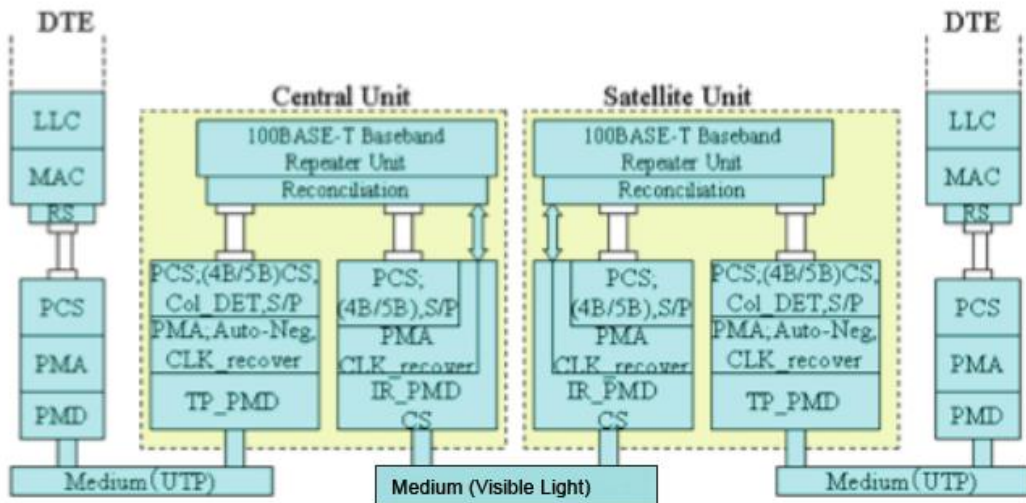 DTE
DTE
Central Unit
Satellite Unit
LLC
MAC
RS
PCS
PMA
PMD
100BASE-T Baseband
Repeater Unit
Reconciliation
PCS;(4B/5B)CS,
Col_DET,S/P
PMA;Auto-Neg,
CLK_recover
TP_PMD
PCS;
(4B/5B),S/P
PMA
CLK_recover
IR_PMD
CS
100BASE-T Baseband
Repeater Unit
Reconciliation
PCS;
(4B/5B),S/P
PMA
CLK_recover
IR_PMD
CS
PCS;(4B/5B)CS,
Col_DET,S/P
PMA;Auto-Neg,
CLK_recover
TP_PMD
LLC
MAC
RS
PCS
PMA
PMD
Medium(UTP)
Medium (Visible Light)
Medium(UTP)